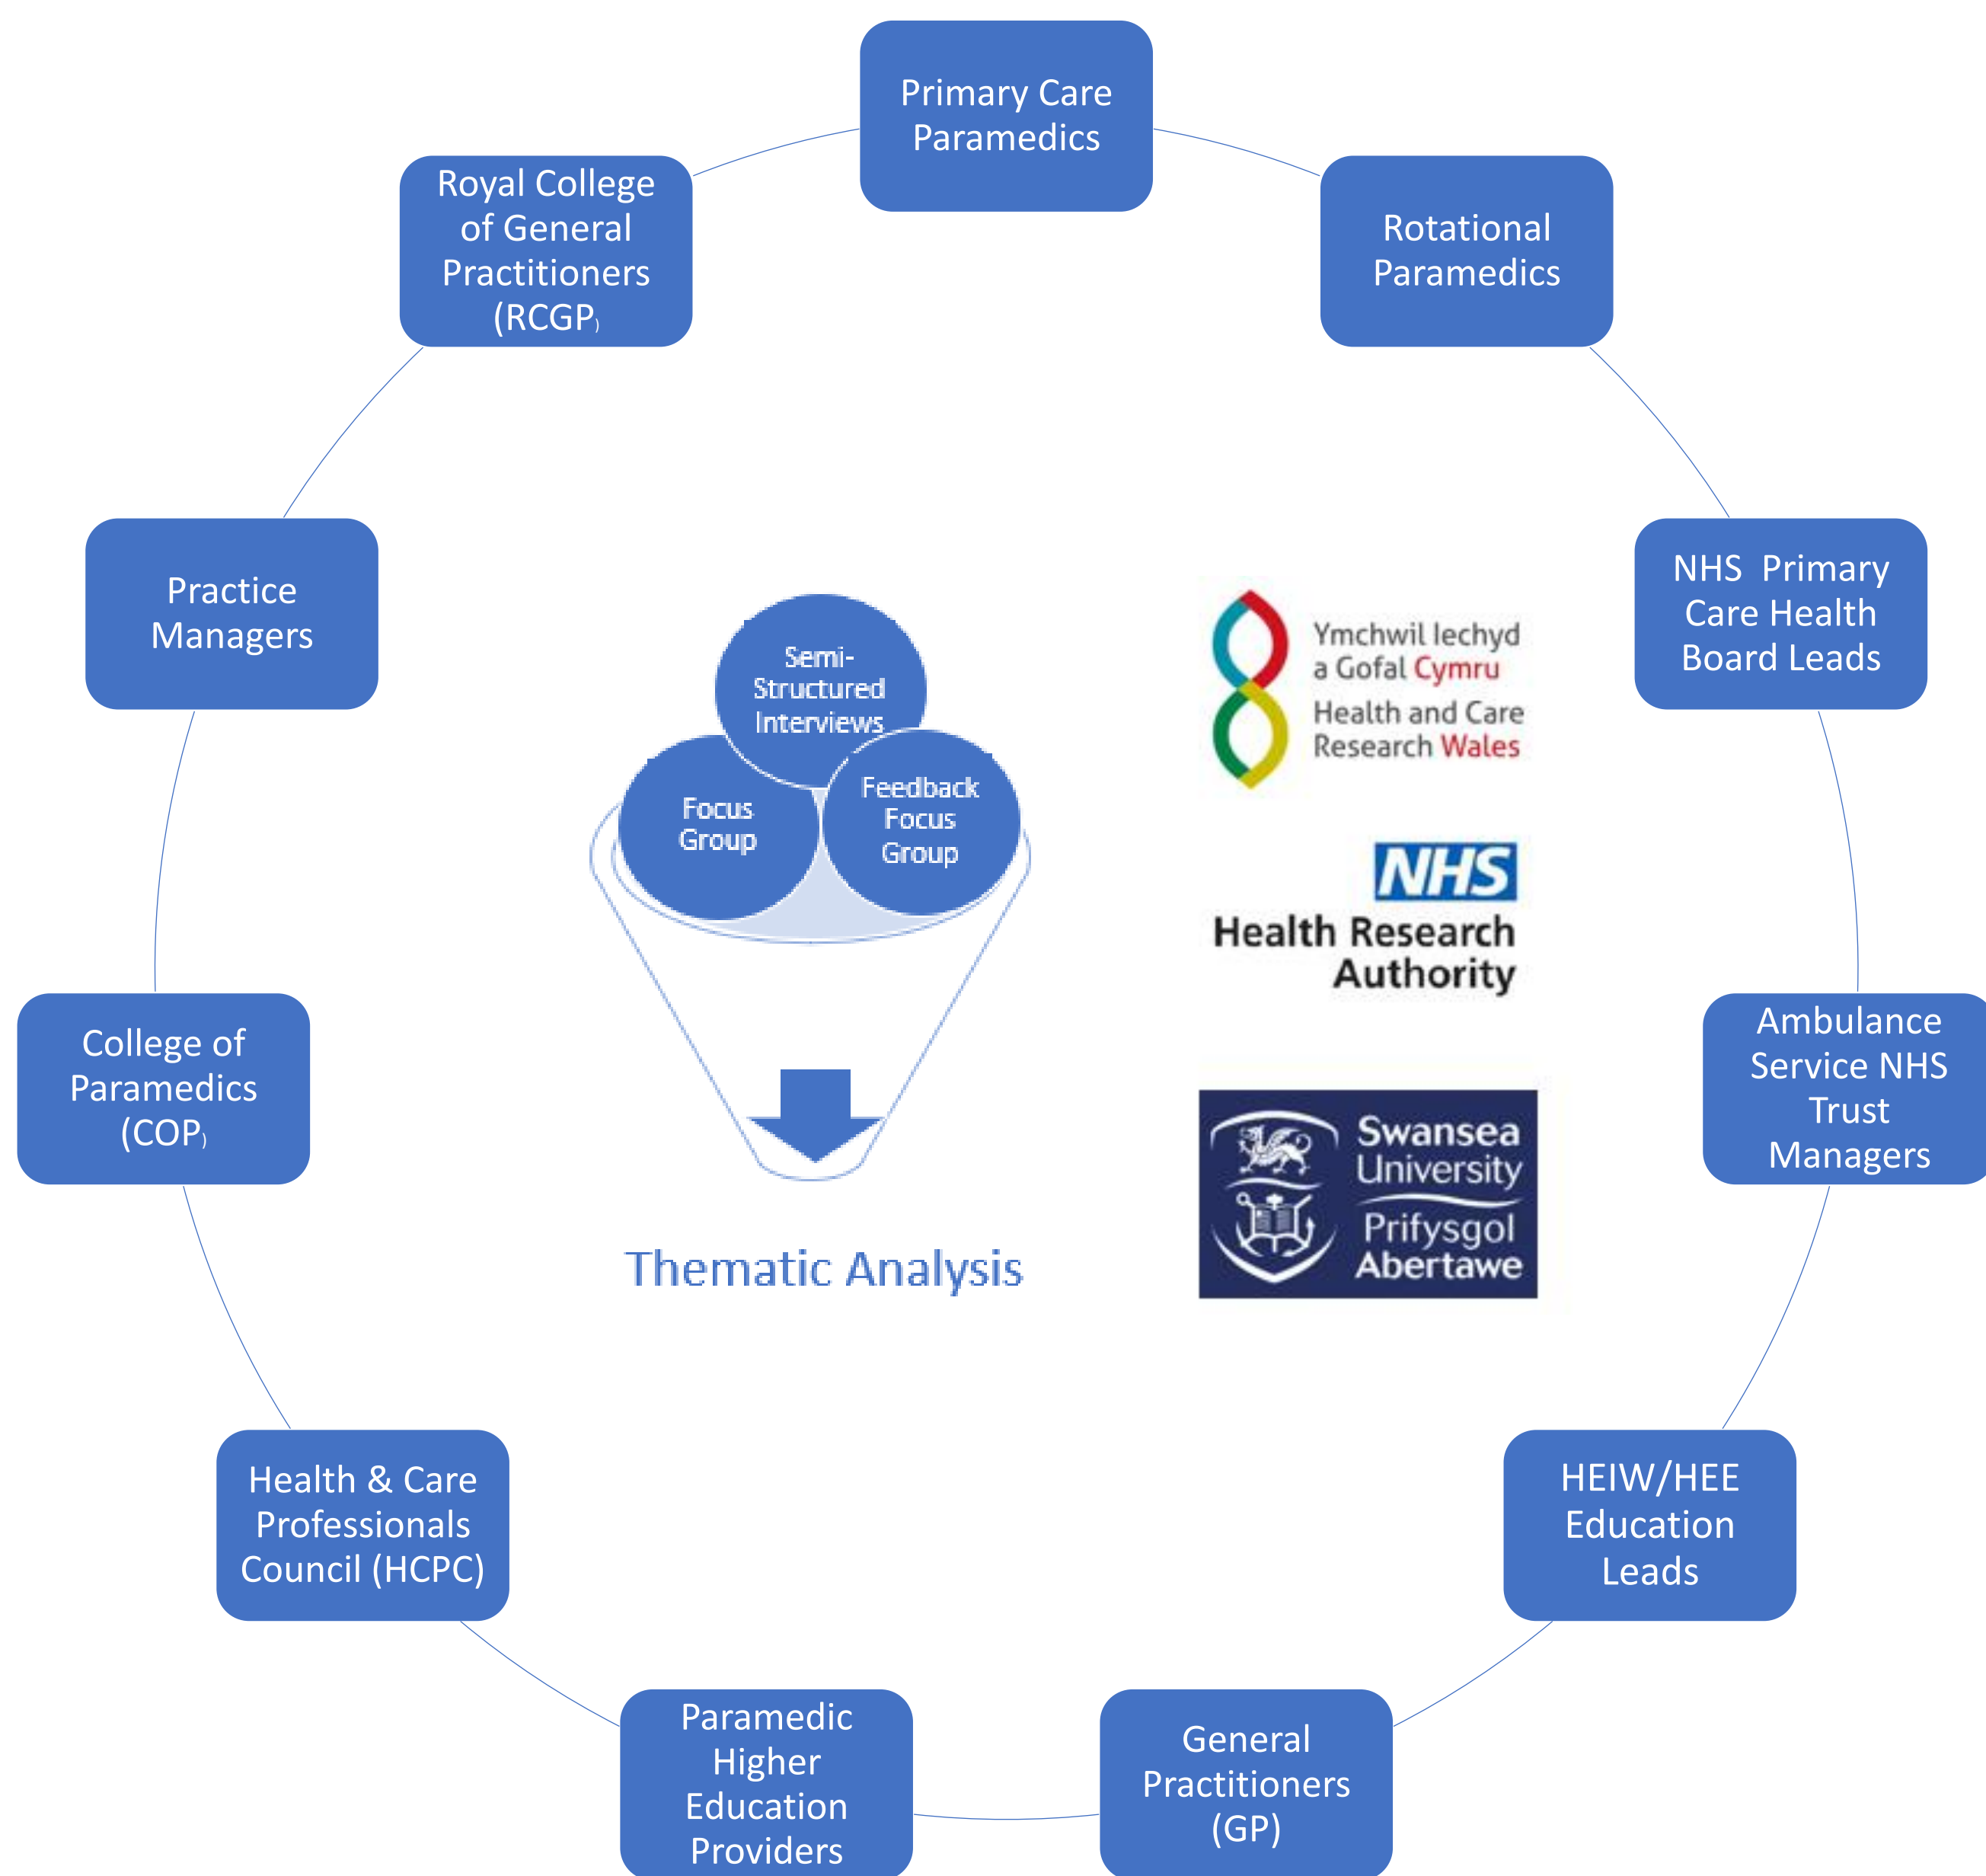 Primary Care
Paramedics
Rotational
Paramedics
NHS  Primary
Care Health
Board Leads
Ambulance
Service NHS
Trust
Managers
HEIW/HEE
Education
Leads
General
Practitioners
(GP)
Paramedic
Higher
Education
Providers
Health & Care
Professionals
Council (HCPC)
College of
Paramedics
(COP)
Practice
Managers
Royal College
of General
Practitioners
(RCGP)
Semi-
Structured
Interviews
Focus
Group
Feedback
Focus
Group
Thematic Analysis
Ymchwil Iechyd
a Gofal Cymru
Health and Care
Research Wales
NHS
Health Research
Authority
Swansea
University
Prifysgol
Abertawe